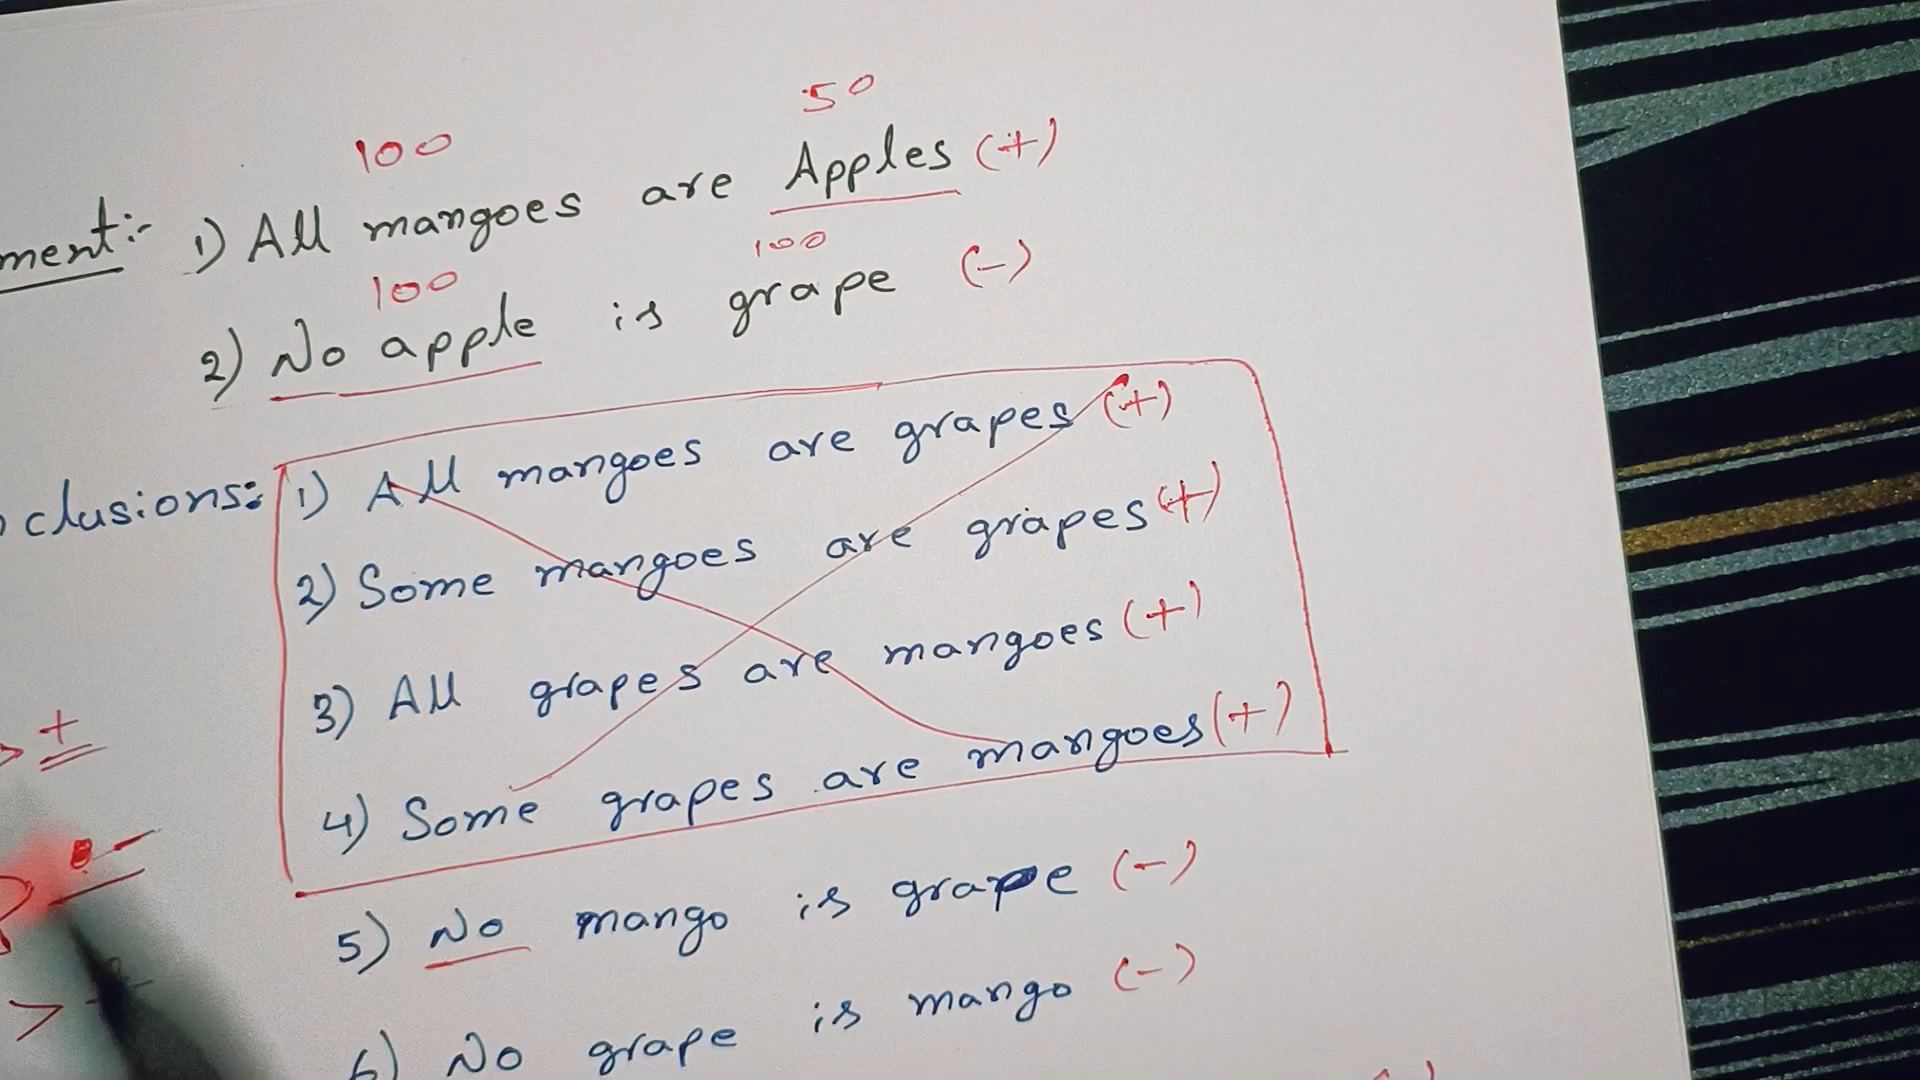 100 50
ment:- 1) All mangoes are Apples (+)
100 100
2) No apple is grape (-)
clusions: 1) All mangoes are grapes (+)
2) Some mangoes are grapes (+)
3) All grapes are mangoes (+)
4) Some grapes are mangoes (+)
5) No mango is grape (-)
6) No grape is mango (-)
> +
>